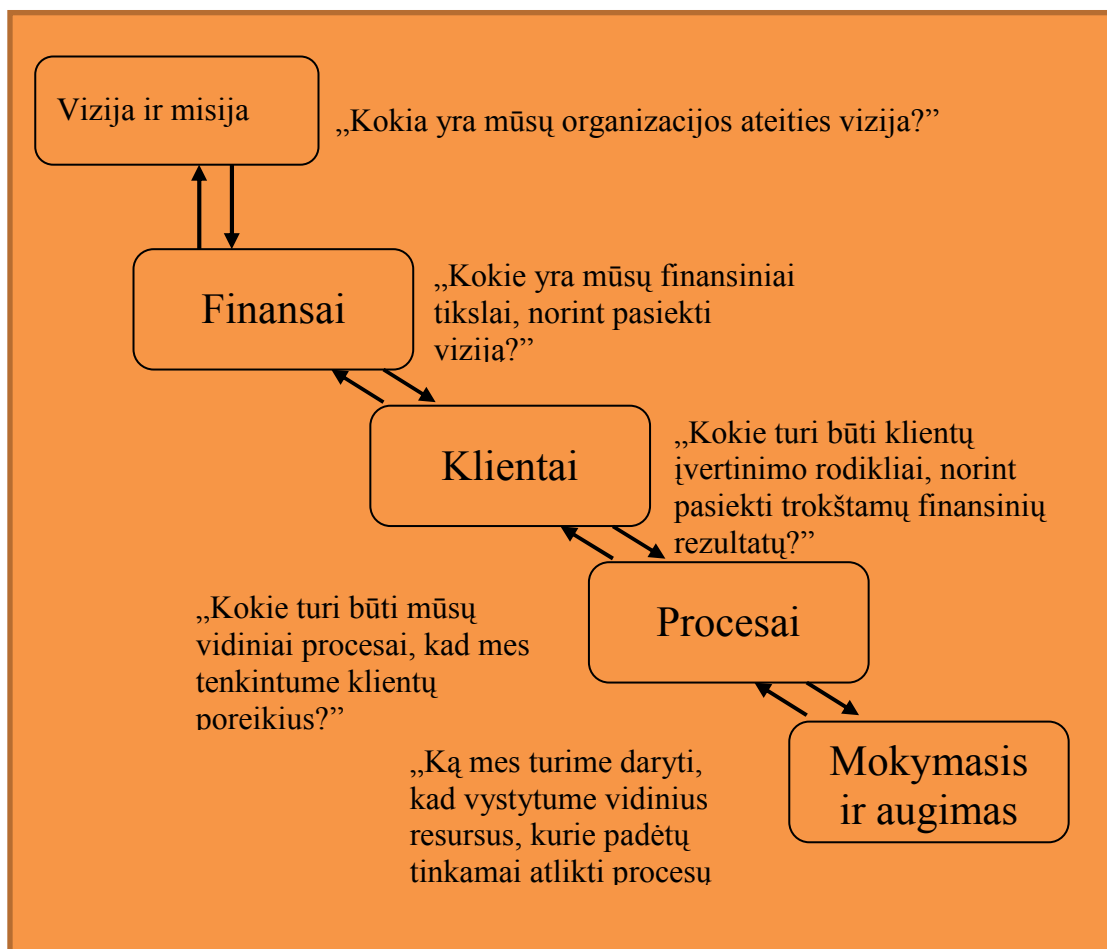 Vizija ir misija
„Kokia yra mūsų organizacijos ateities vizija?”
Finansai
„Kokie yra mūsų finansiniai
tikslai, norint pasiekti
viziją?”
Klientai
„Kokie turi būti klientų
įvertinimo rodikliai, norint
pasiekti trokštamų finansinių
rezultatų?”
Procesai
„Kokie turi būti mūsų
vidiniai procesai, kad mes
tenkintume klientų
poreikius?”
Mokymasis
ir augimas
„Ką mes turime daryti,
kad vystytume vidinius
resursus, kurie padėtų
tinkamai atlikti procesų